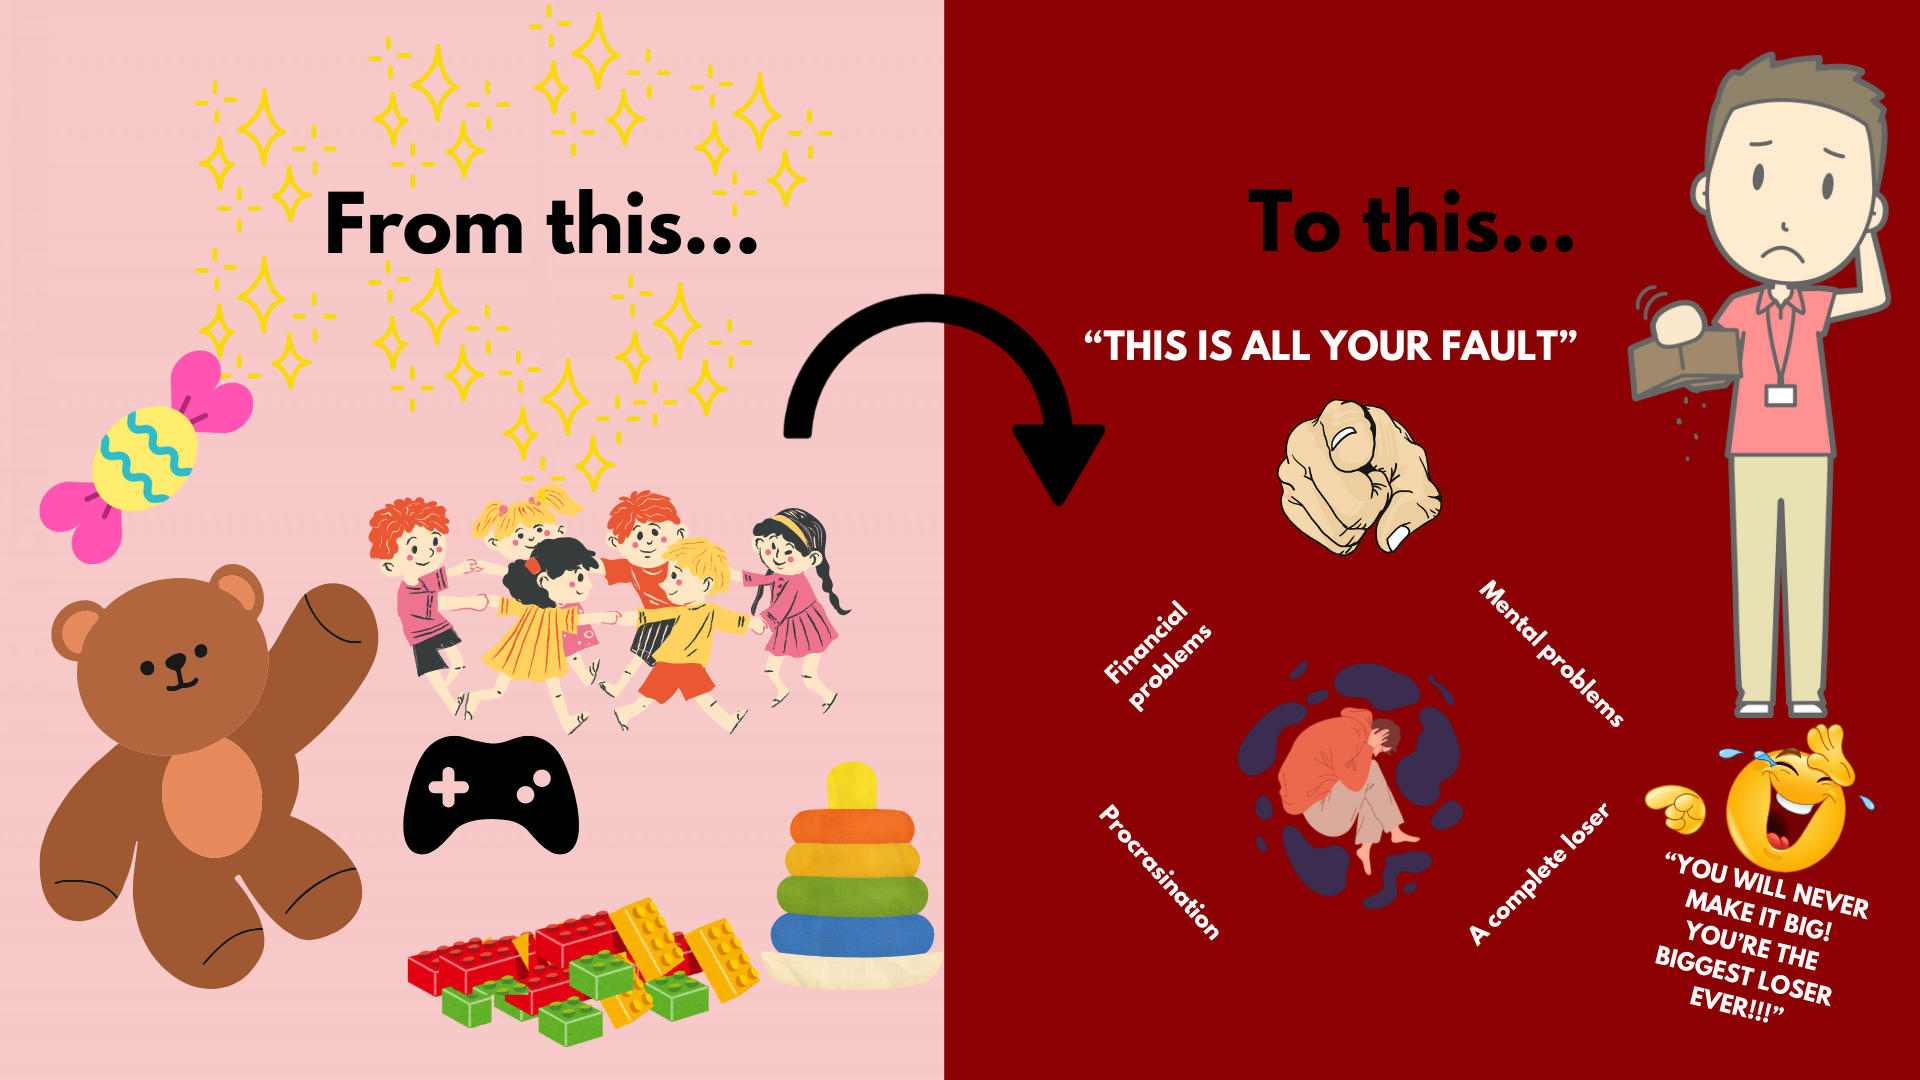 From this...
To this...
“THIS IS ALL YOUR FAULT”
Financial
problems
Mental problems
Procrasination
A complete loser
“YOU WILL NEVER
MAKE IT BIG!
YOU’RE THE
BIGGEST LOSER
EVER!!!”